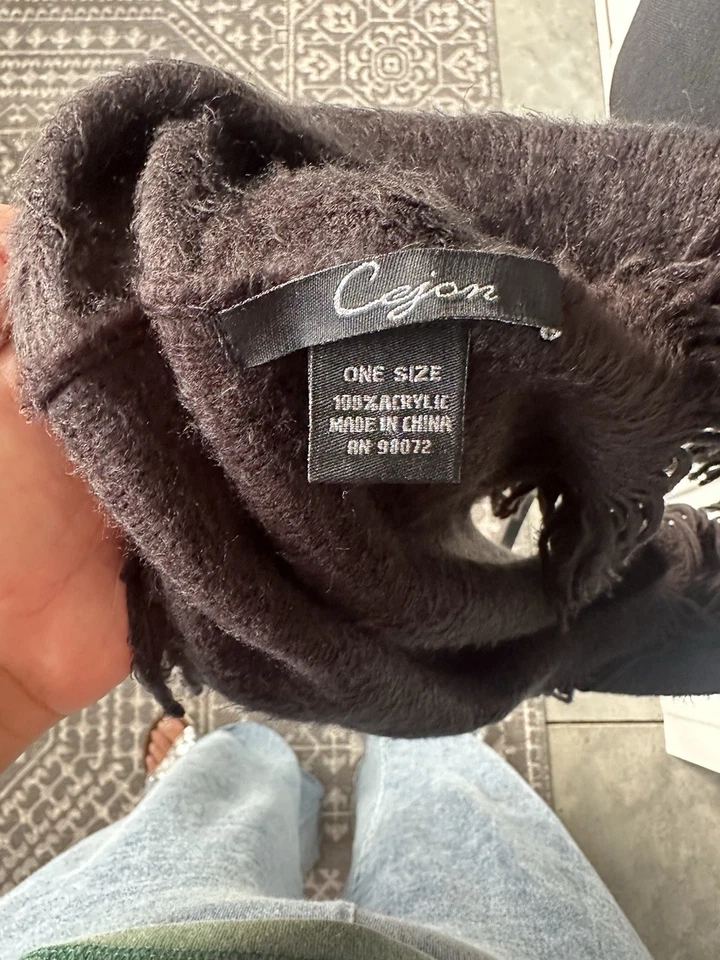 Cejon
ONE SIZE
100% ACRYLIC
MADE IN CHINA
RN 98072